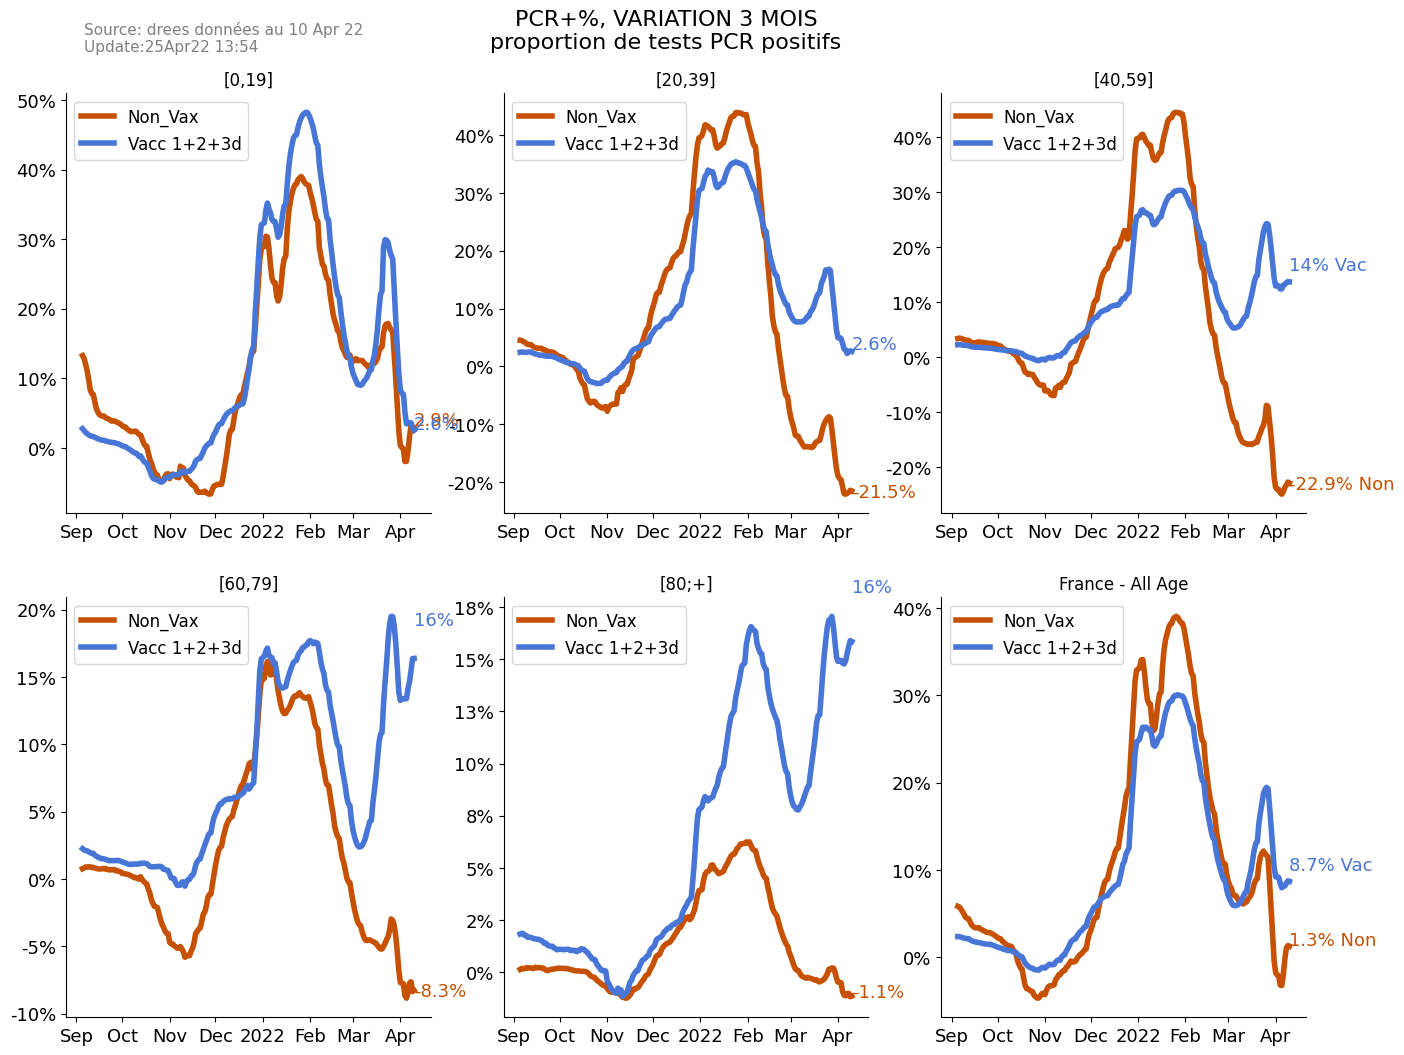 Source: drees données au 10 Apr 22
Update:25Apr22 13:54
PCR+%, VARIATION 3 MOIS
proportion de tests PCR positifs
[0,19]
50%
40%
30%
20%
10%
0%
Non_Vax
Vacc 1+2+3d
2.9%
2.6%
Sep Oct Nov Dec 2022 Feb Mar Apr
[20,39]
40%
30%
20%
10%
0%
-10%
-20%
Non_Vax
Vacc 1+2+3d
2.6%
-21.5%
Sep Oct Nov Dec 2022 Feb Mar Apr
[40,59]
40%
30%
20%
10%
0%
-10%
-20%
Non_Vax
Vacc 1+2+3d
14% Vac
-22.9% Non
Sep Oct Nov Dec 2022 Feb Mar Apr
[60,79]
20%
15%
10%
5%
0%
-5%
-10%
Non_Vax
Vacc 1+2+3d
16%
-8.3%
Sep Oct Nov Dec 2022 Feb Mar Apr
[80;+]
18%
15%
13%
10%
8%
5%
2%
0%
Non_Vax
Vacc 1+2+3d
16%
-1.1%
Sep Oct Nov Dec 2022 Feb Mar Apr
France - All Age
40%
30%
20%
10%
0%
Non_Vax
Vacc 1+2+3d
8.7% Vac
1.3% Non
Sep Oct Nov Dec 2022 Feb Mar Apr